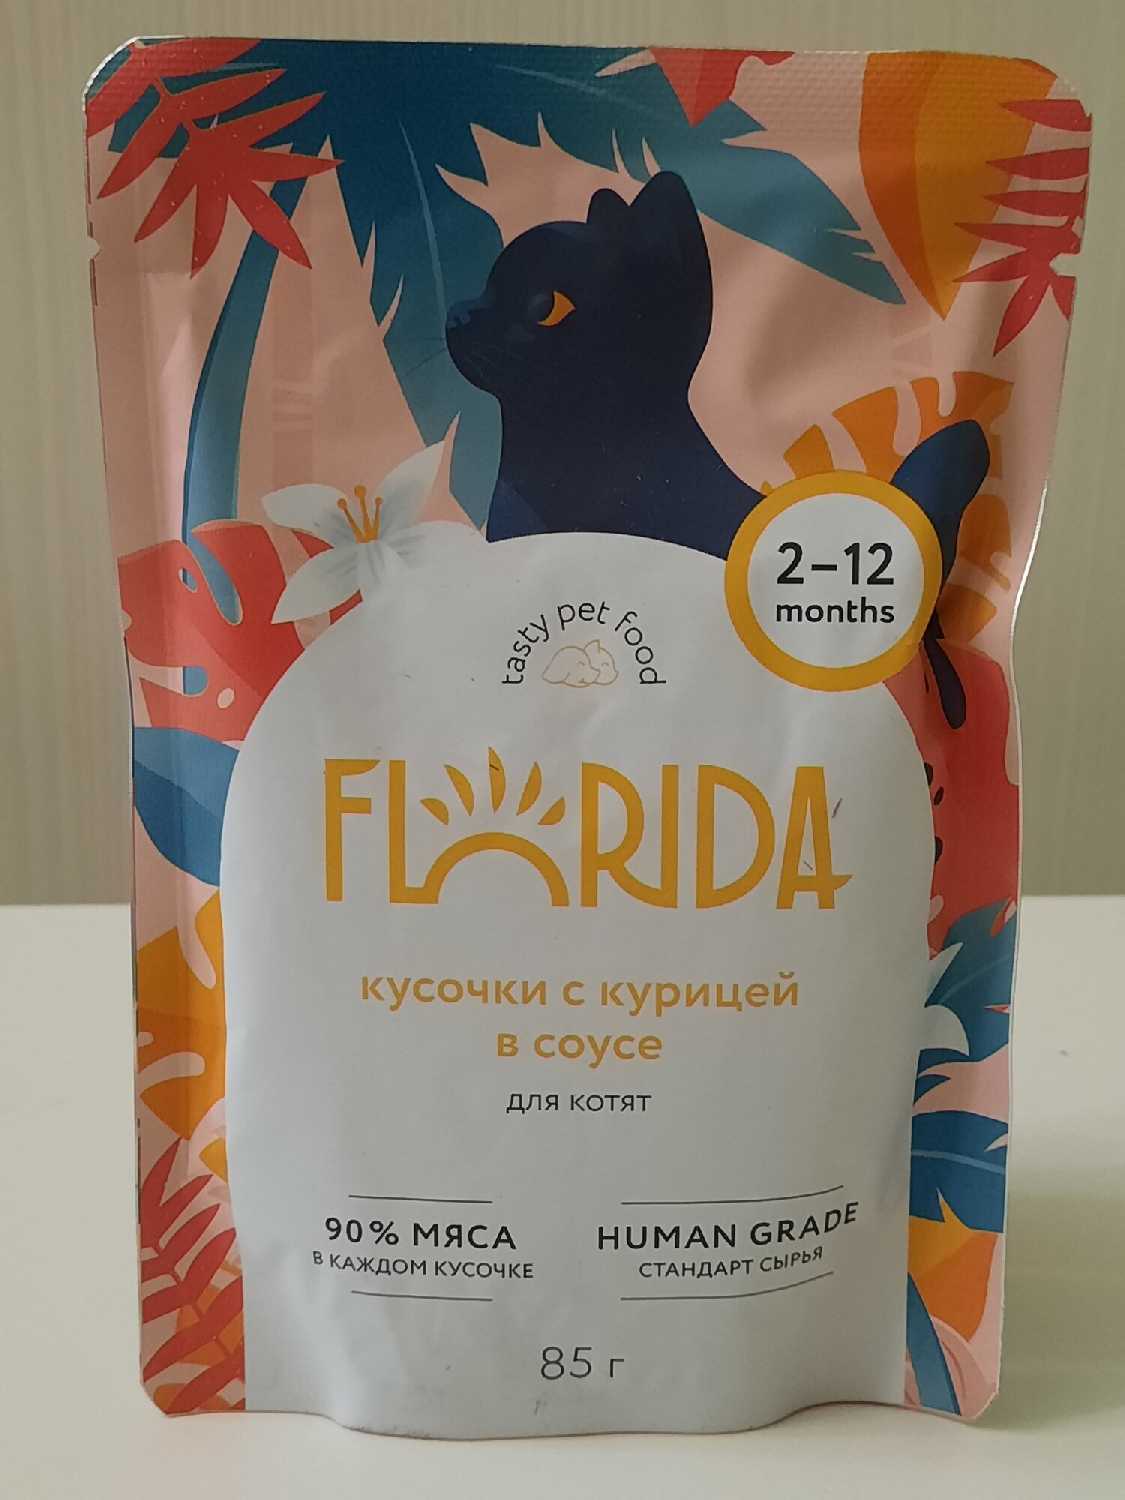 2–12
months
tasty pet food
FLORIDA
кусочки с курицей
в соусе
для котят
90% МЯСА
В КАЖДОМ КУСОЧКЕ
HUMAN GRADE
СТАНДАРТ СЫРЬЯ
85 г